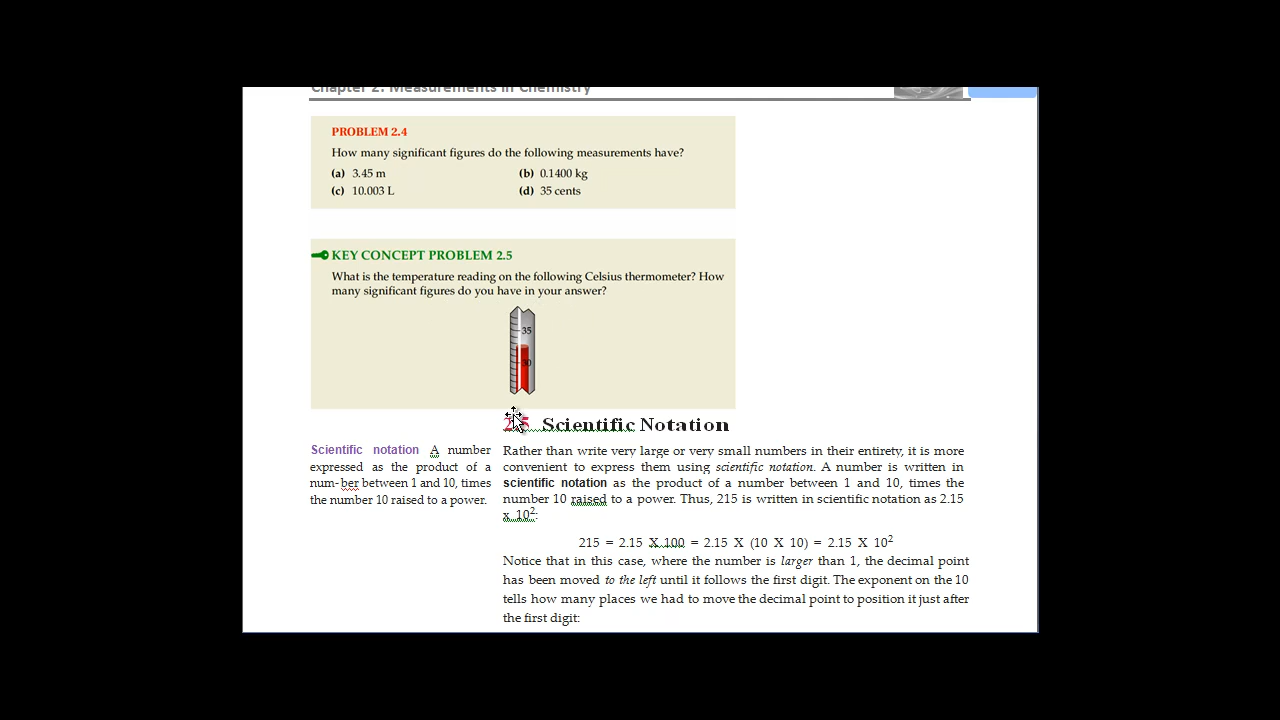 Chapter 2. Measurements in Chemistry
PROBLEM 2.4
How many significant figures do the following measurements have?
(a) 3.45 m
(b) 0.1400 kg
(c) 10.003 L
(d) 35 cents
KEY CONCEPT PROBLEM 2.5
What is the temperature reading on the following Celsius thermometer? How
many significant figures do you have in your answer?
35
30
2.5 Scientific Notation
Scientific notation A number
expressed as the product of a
num-ber between 1 and 10, times
the number 10 raised to a power.
Rather than write very large or very small numbers in their entirety, it is more
convenient to express them using scientific notation. A number is written in
scientific notation as the product of a number between 1 and 10, times the
number 10 raised to a power. Thus, 215 is written in scientific notation as 2.15
x 10²:
215 = 2.15 X 100 = 2.15 X (10 X 10) = 2.15 X 10²
Notice that in this case, where the number is larger than 1, the decimal point
has been moved to the left until it follows the first digit. The exponent on the 10
tells how many places we had to move the decimal point to position it just after
the first digit: